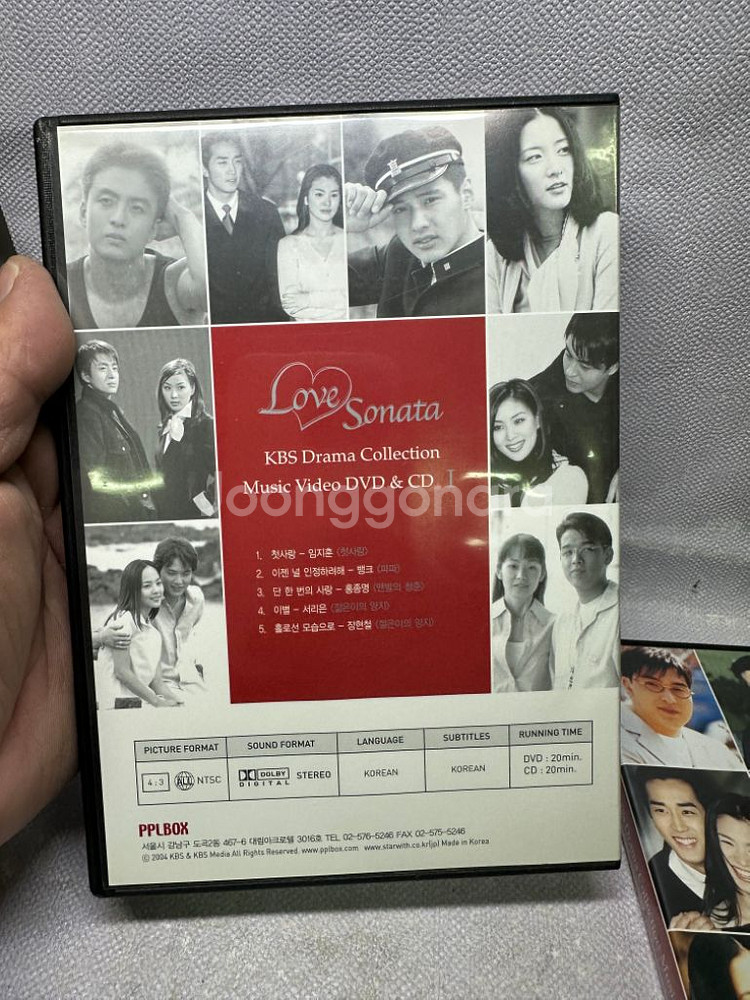 Love Sonata
KBS Drama Collection
Music Video DVD & CD I
joonggonara
1. 첫사랑 - 임지훈 (첫사랑)
2. 이젠 널 인정하려해 - 뱅크 (파파)
3. 단 한 번의 사랑 - 홍종명 (맨발의 청춘)
4. 이별 - 서리은 (젊은이의 양지)
5. 홀로선 모습으로 - 장현철 (젊은이의 양지)
PICTURE FORMAT SOUND FORMAT LANGUAGE SUBTITLES RUNNING TIME
4:3 ALL NTSC DOLBY DIGITAL STEREO KOREAN KOREAN DVD : 20min.
CD : 20min.
PPLBOX
서울시 강남구 도곡2동 467-6 대림아크로텔 3016호 TEL 02-576-5246 FAX 02-575-5246
ⓒ 2004 KBS & KBS Media All Rights Reserved. www.pplbox.com www.starwith.co.kr(jp) Made in Korea